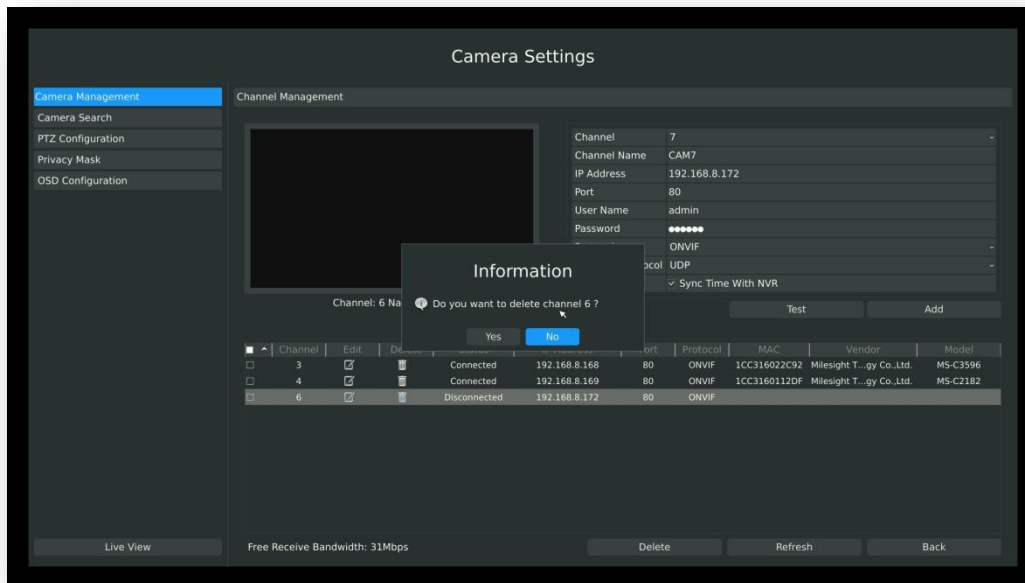 Camera Settings
Camera Management
Camera Search
PTZ Configuration
Privacy Mask
OSD Configuration
Channel Management
Channel 7
Channel Name CAM7
IP Address 192.168.8.172
Port 80
User Name admin
Password ●●●●●●
ONVIF
UDP
Sync Time With NVR
Channel: 6
Test Add
Information
Do you want to delete channel 6 ?
Yes No
Channel Edit Protocol MAC Vendor Model
3 Connected 192.168.8.168 80 ONVIF 1CC316022C92 Milesight T...gy Co.,Ltd. MS-C3596
4 Connected 192.168.8.169 80 ONVIF 1CC3160112DF Milesight T...gy Co.,Ltd. MS-C2182
6 Disconnected 192.168.8.172 80 ONVIF
Live View
Free Receive Bandwidth: 31Mbps
Delete Refresh Back